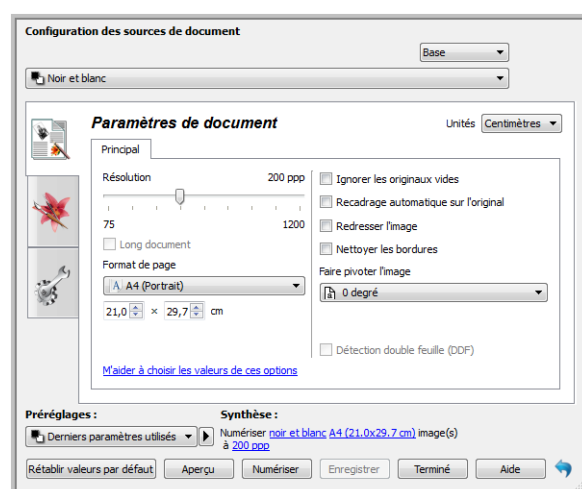 Configuration des sources de document
Base
Noir et blanc
Paramètres de document
Unités Centimètres
Principal
Résolution 200 ppp
75 1200
Long document
Format de page
A A4 (Portrait)
21,0 × 29,7 cm
M'aider à choisir les valeurs de ces options
Ignorer les originaux vides
Recadrage automatique sur l'original
Redresser l'image
Nettoyer les bordures
Faire pivoter l'image
0 degré
Détection double feuille (DDF)
Préréglages :
Derniers paramètres utilisés
Synthèse :
Numériser noir et blanc A4 (21.0x29.7 cm) image(s)
à 200 ppp
Rétablir valeurs par défaut Aperçu Numériser Enregistrer Terminé Aide